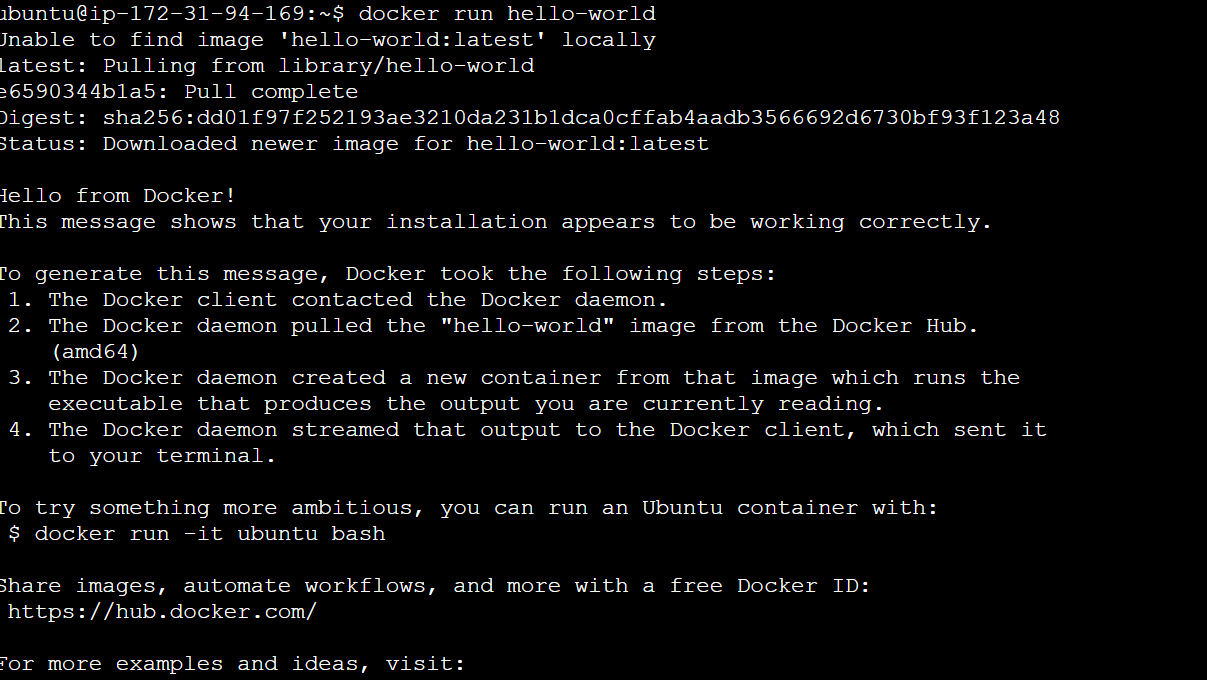 ubuntu@ip-172-31-94-169:~$ docker run hello-world
Unable to find image 'hello-world:latest' locally
latest: Pulling from library/hello-world
e6590344b1a5: Pull complete
Digest: sha256:dd01f97f252193ae3210da231b1dca0cffab4aadb3566692d6730bf93f123a48
Status: Downloaded newer image for hello-world:latest
Hello from Docker!
This message shows that your installation appears to be working correctly.
To generate this message, Docker took the following steps:
1. The Docker client contacted the Docker daemon.
2. The Docker daemon pulled the "hello-world" image from the Docker Hub.
(amd64)
3. The Docker daemon created a new container from that image which runs the
executable that produces the output you are currently reading.
4. The Docker daemon streamed that output to the Docker client, which sent it
to your terminal.
To try something more ambitious, you can run an Ubuntu container with:
$ docker run -it ubuntu bash
Share images, automate workflows, and more with a free Docker ID:
https://hub.docker.com/
For more examples and ideas, visit: